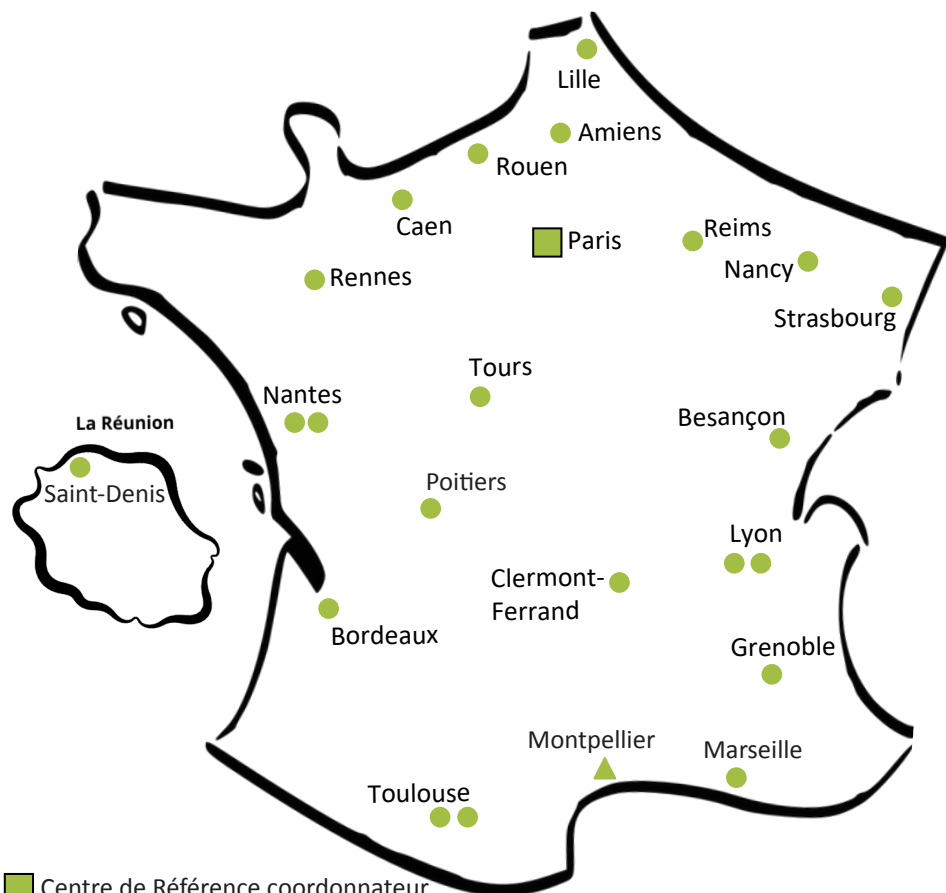 Lille
Amiens
Rouen
Caen
Paris
Reims
Nancy
Rennes
Strasbourg
Tours
Nantes
Besançon
La Réunion
Saint-Denis
Poitiers
Lyon
Clermont-
Ferrand
Bordeaux
Grenoble
Montpellier
Marseille
Toulouse
Centre de Référence coordonnateur